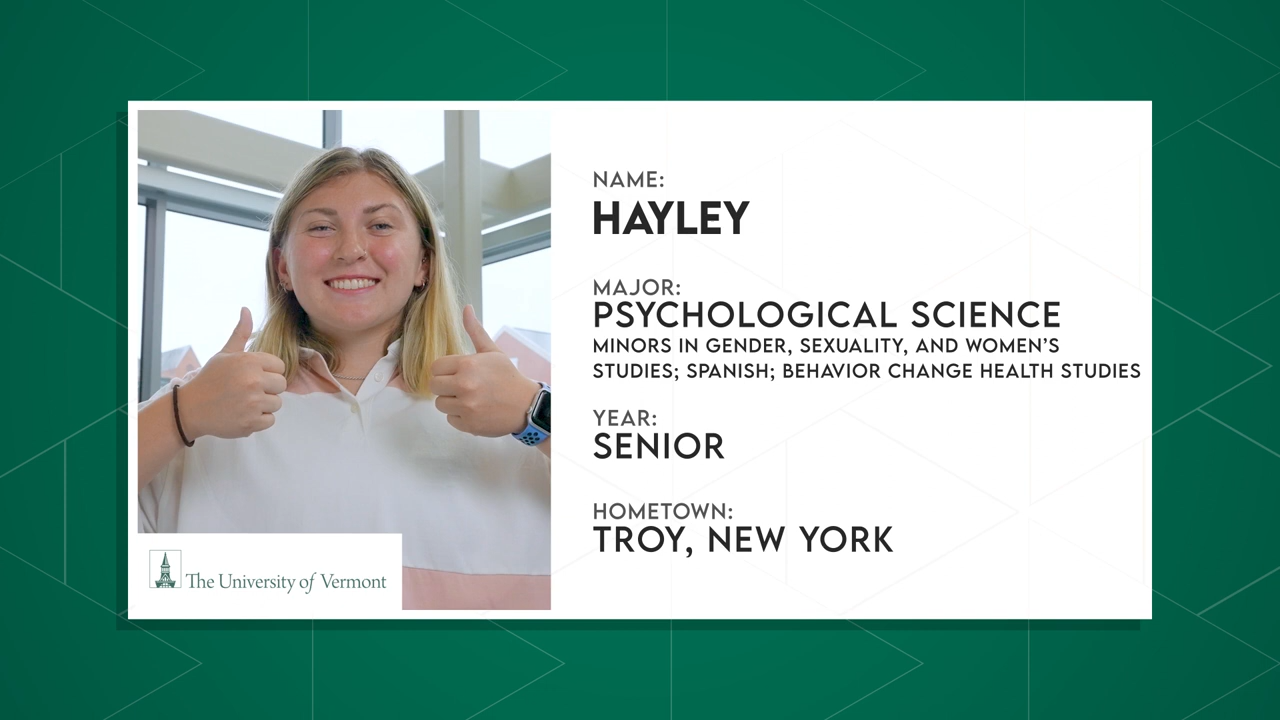 NAME:
HAYLEY
MAJOR:
PSYCHOLOGICAL SCIENCE
MINORS IN GENDER, SEXUALITY, AND WOMEN'S
STUDIES; SPANISH; BEHAVIOR CHANGE HEALTH STUDIES
YEAR:
SENIOR
HOMETOWN:
TROY, NEW YORK
The University of Vermont